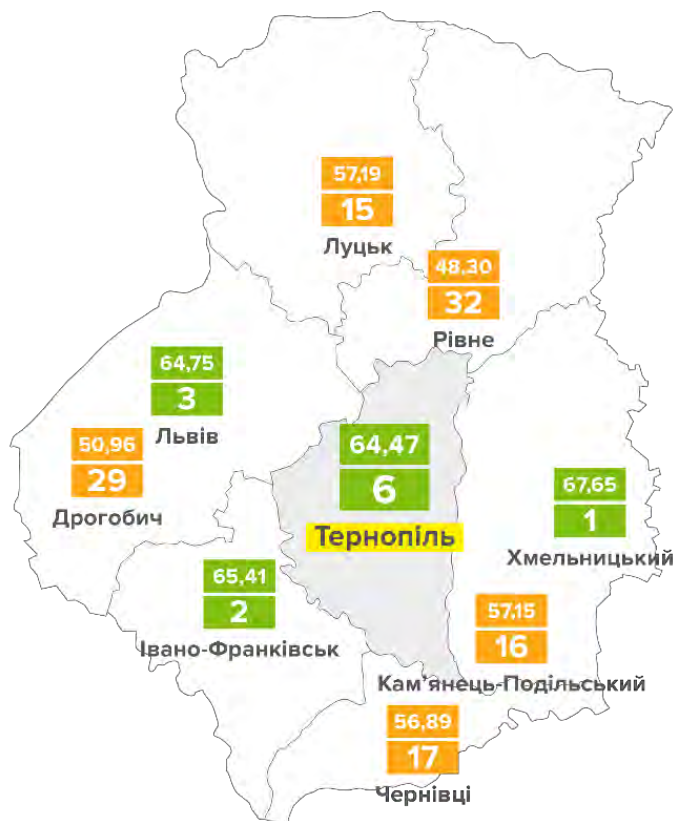 57,19
15
Луцьк
48,30
32
Рівне
64,75
3
Львів
50,96
29
Дрогобич
64,47
6
Тернопіль
67,65
1
Хмельницький
65,41
2
Івано-Франківськ
57,15
16
Кам'янець-Подільський
56,89
17
Чернівці